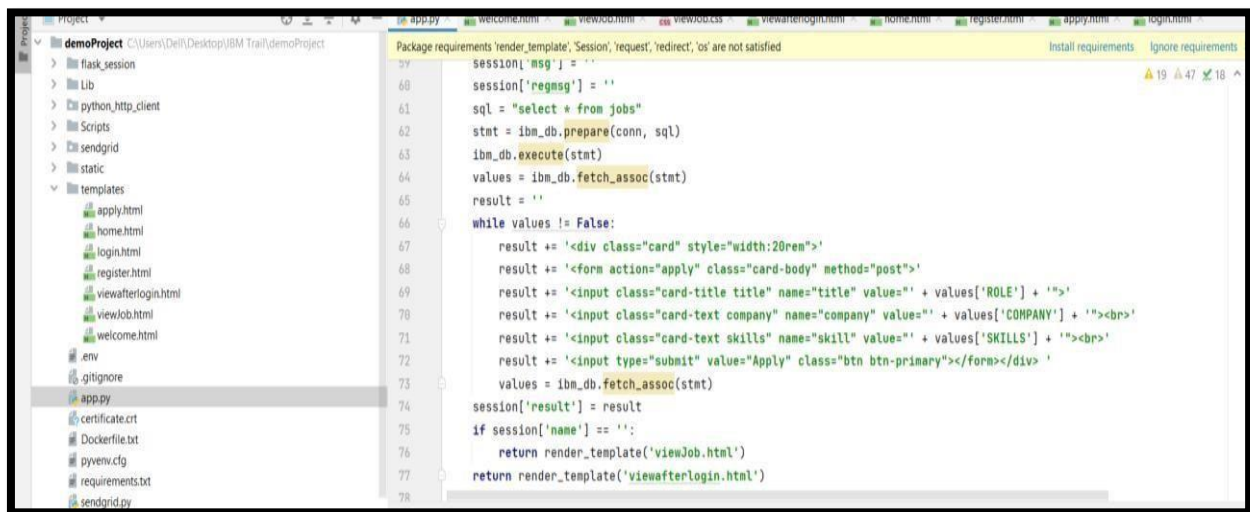 Project
app.py welcome.html viewJob.html viewJob.css viewafterlogin.html home.html register.html apply.html login.html
Project
demoProject C:\Users\Dell\Desktop\IBM Trail\demoProject
flask_session
Lib
python_http_client
Scripts
sendgrid
static
templates
apply.html
home.html
login.html
register.html
viewafterlogin.html
viewJob.html
welcome.html
.env
.gitignore
app.py
certificate.crt
Dockerfile.txt
pyvenv.cfg
requirements.txt
sendgrid.py
Package requirements 'render_template', 'Session', 'request', 'redirect', 'os' are not satisfied Install requirements Ignore requirements
19 47 18
59 session['msg'] = ''
60 session['regmsg'] = ''
61 sql = "select * from jobs"
62 stmt = ibm_db.prepare(conn, sql)
63 ibm_db.execute(stmt)
64 values = ibm_db.fetch_assoc(stmt)
65 result = ''
66 while values != False:
67 result += '<div class="card" style="width:20rem">'
68 result += '<form action="apply" class="card-body" method="post">'
69 result += '<input class="card-title title" name="title" value="' + values['ROLE'] + '">'
70 result += '<input class="card-text company" name="company" value="' + values['COMPANY'] + '"><br>'
71 result += '<input class="card-text skills" name="skill" value="' + values['SKILLS'] + '"><br>'
72 result += '<input type="submit" value="Apply" class="btn btn-primary"></form></div> '
73 values = ibm_db.fetch_assoc(stmt)
74 session['result'] = result
75 if session['name'] == '':
76 return render_template('viewJob.html')
77 return render_template('viewafterlogin.html')
78